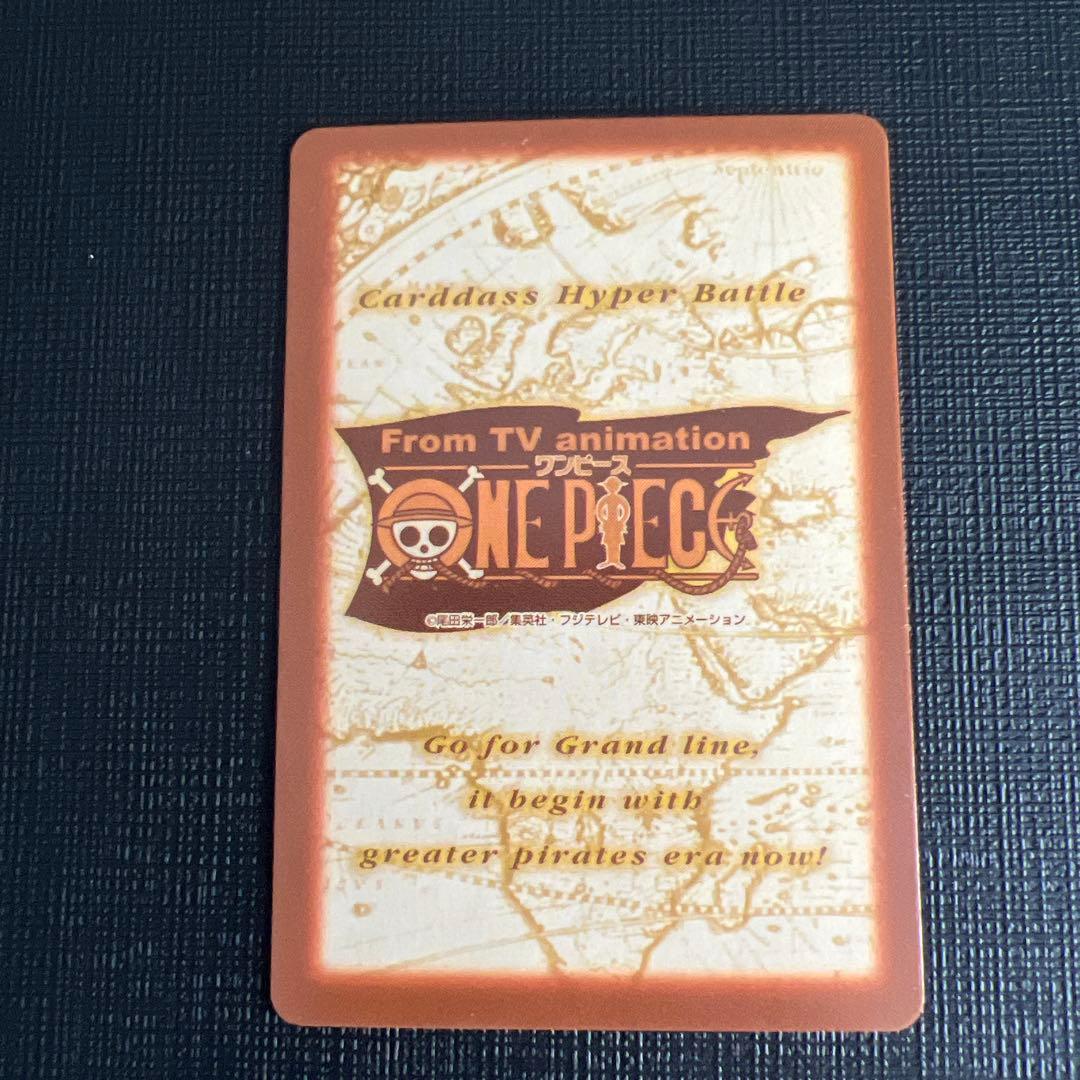 Septentrio
Carddass Hyper Battle
From TV animation
ワンピース
ONE PIECE
©尾田栄一郎／集英社・フジテレビ・東映アニメーション
Go for Grand line,
it begin with
greater pirates era now!